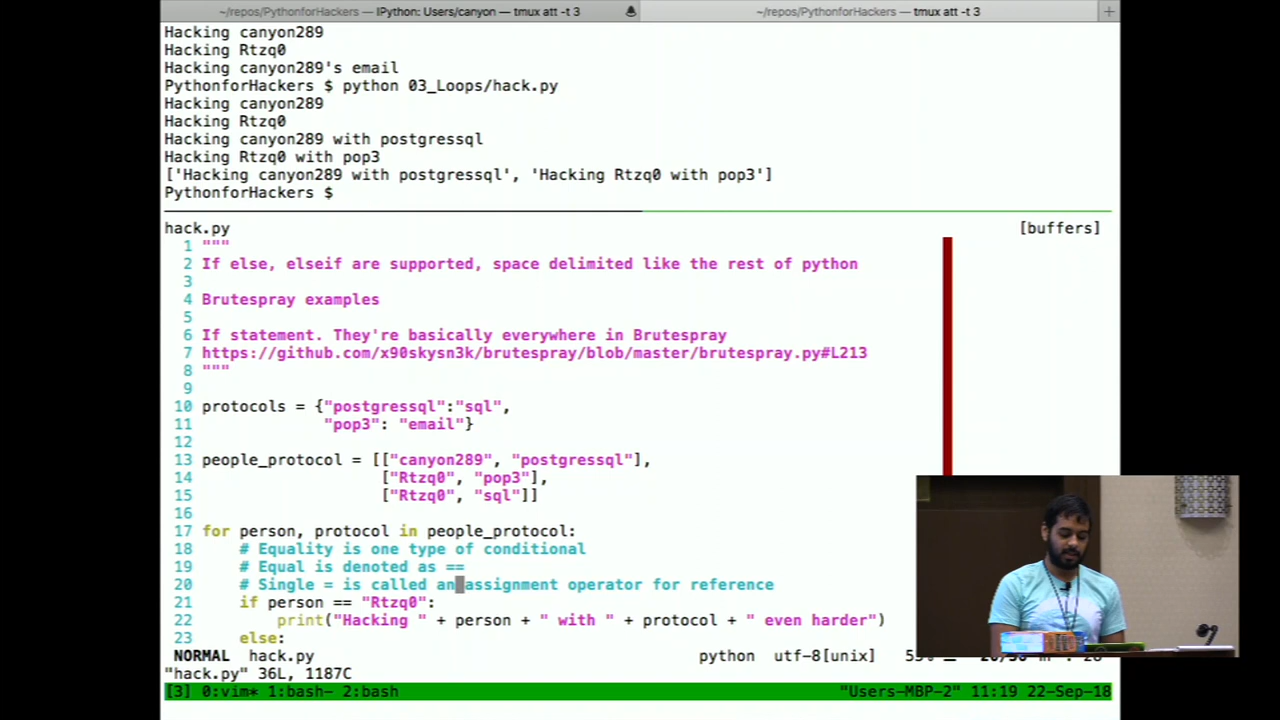 ~/repos/PythonforHackers — IPython: Users/canyon — tmux att -t 3
~/repos/PythonforHackers — tmux att -t 3
Hacking canyon289
Hacking Rtzq0
Hacking canyon289's email
PythonforHackers $ python 03_Loops/hack.py
Hacking canyon289
Hacking Rtzq0
Hacking canyon289 with postgressql
Hacking Rtzq0 with pop3
['Hacking canyon289 with postgressql', 'Hacking Rtzq0 with pop3']
PythonforHackers $
hack.py [buffers]
1 """
2 If else, elseif are supported, space delimited like the rest of python
3
4 Brutespray examples
5
6 If statement. They're basically everywhere in Brutespray
7 https://github.com/x90skysn3k/brutespray/blob/master/brutespray.py#L213
8 """
9
10 protocols = {"postgressql":"sql",
11 "pop3": "email"}
12
13 people_protocol = [["canyon289", "postgressql"],
14 ["Rtzq0", "pop3"],
15 ["Rtzq0", "sql"]]
16
17 for person, protocol in people_protocol:
18 # Equality is one type of conditional
19 # Equal is denoted as ==
20 # Single = is called an assignment operator for reference
21 if person == "Rtzq0":
22 print("Hacking " + person + " with " + protocol + " even harder")
23 else:
NORMAL hack.py python utf-8[unix]
"hack.py" 36L, 1187C
[3] 0:vim* 1:bash- 2:bash "Users-MBP-2" 11:19 22-Sep-18